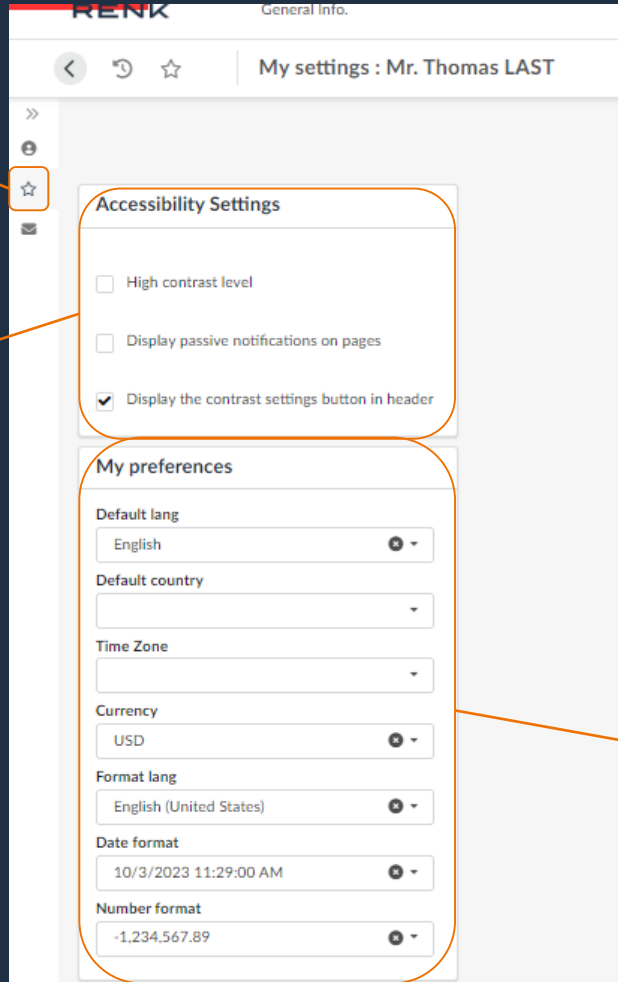 RENK
General Info.
My settings : Mr. Thomas LAST
Accessibility Settings
High contrast level
Display passive notifications on pages
Display the contrast settings button in header
My preferences
Default lang
English
Default country
Time Zone
Currency
USD
Format lang
English (United States)
Date format
10/3/2023 11:29:00 AM
Number format
-1,234,567.89